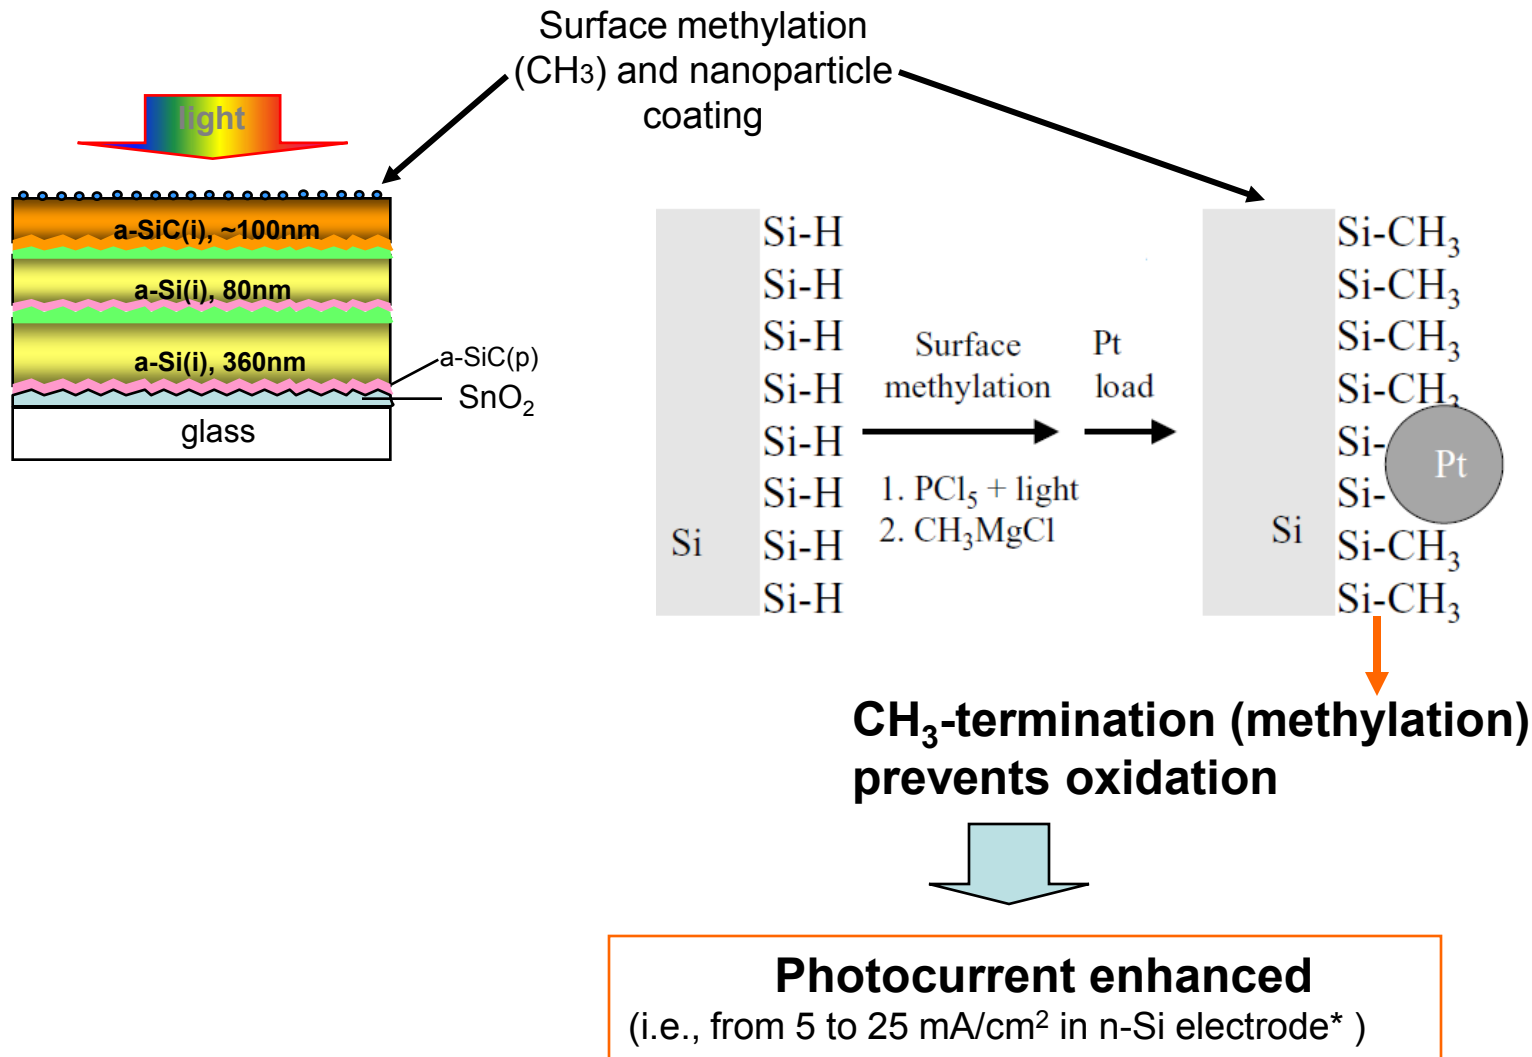 Surface methylation
(CH₃) and nanoparticle
coating
light
a-SiC(i), ~100nm
a-Si(i), 80nm
a-Si(i), 360nm
a-SiC(p)
SnO₂
glass
Si-H
Si-H
Si-H
Si-H
Si-H
Si-H
Si-H
Si-H
Si
Surface
methylation
1. PCl₅ + light
2. CH₃MgCl
Pt
load
Si-CH₃
Si-CH₃
Si-CH₃
Si-CH₃
Si-
Si-
Si-CH₃
Si-CH₃
Pt
Si
CH₃-termination (methylation)
prevents oxidation
Photocurrent enhanced
(i.e., from 5 to 25 mA/cm² in n-Si electrode* )